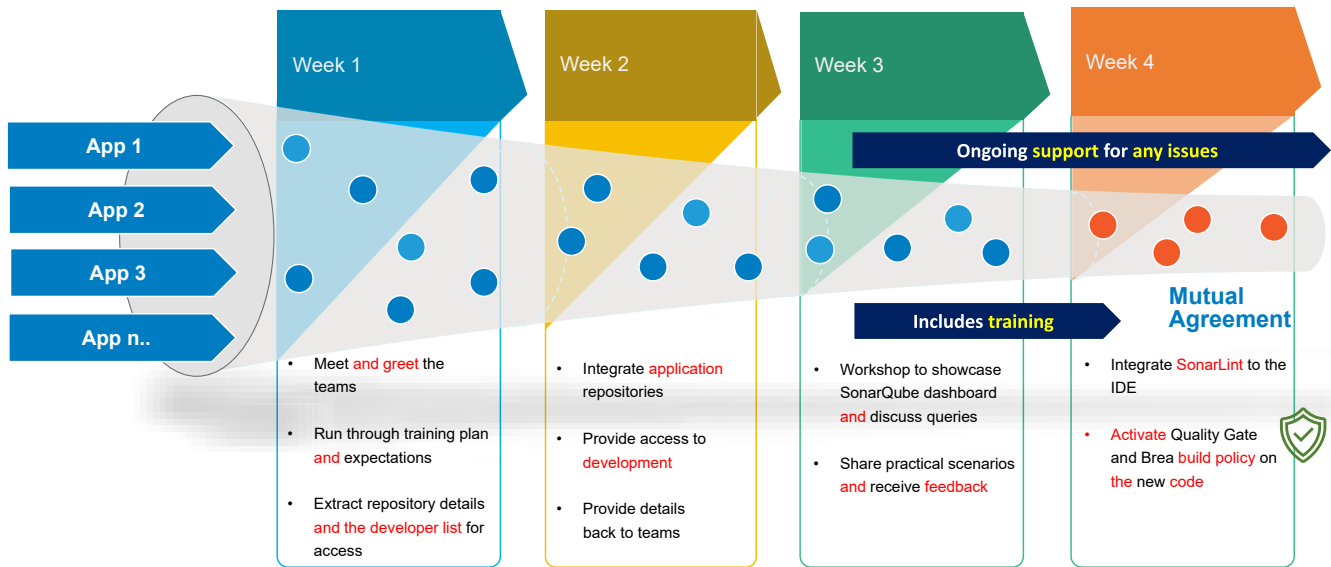 Week 1
Week 2
Week 3
Week 4
App 1
App 2
App 3
App n..
Ongoing support for any issues
Includes training
Mutual
Agreement
• Meet and greet the
teams
• Run through training plan
and expectations
• Extract repository details
and the developer list for
access
• Integrate application
repositories
• Provide access to
development
• Provide details
back to teams
• Workshop to showcase
SonarQube dashboard
and discuss queries
• Share practical scenarios
and receive feedback
• Integrate SonarLint to the
IDE
• Activate Quality Gate
and Brea build policy on
the new code